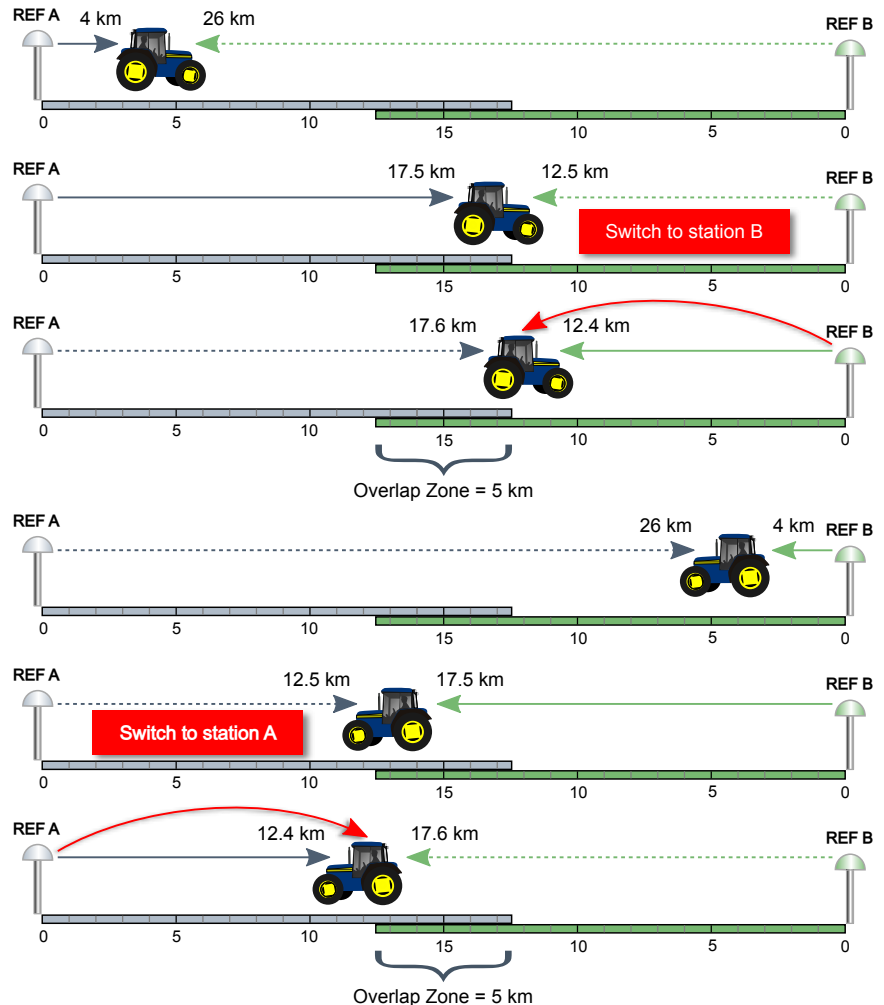 REF A 4 km 26 km REF B
0 5 10 15 10 5 0
REF A 17.5 km 12.5 km REF B
Switch to station B
0 5 10 15 10 5 0
REF A 17.6 km 12.4 km REF B
0 5 10 15 10 5 0
Overlap Zone = 5 km
REF A 26 km 4 km REF B
0 5 10 15 10 5 0
REF A 12.5 km 17.5 km REF B
Switch to station A
0 5 10 15 10 5 0
REF A 12.4 km 17.6 km REF B
0 5 10 15 10 5 0
Overlap Zone = 5 km